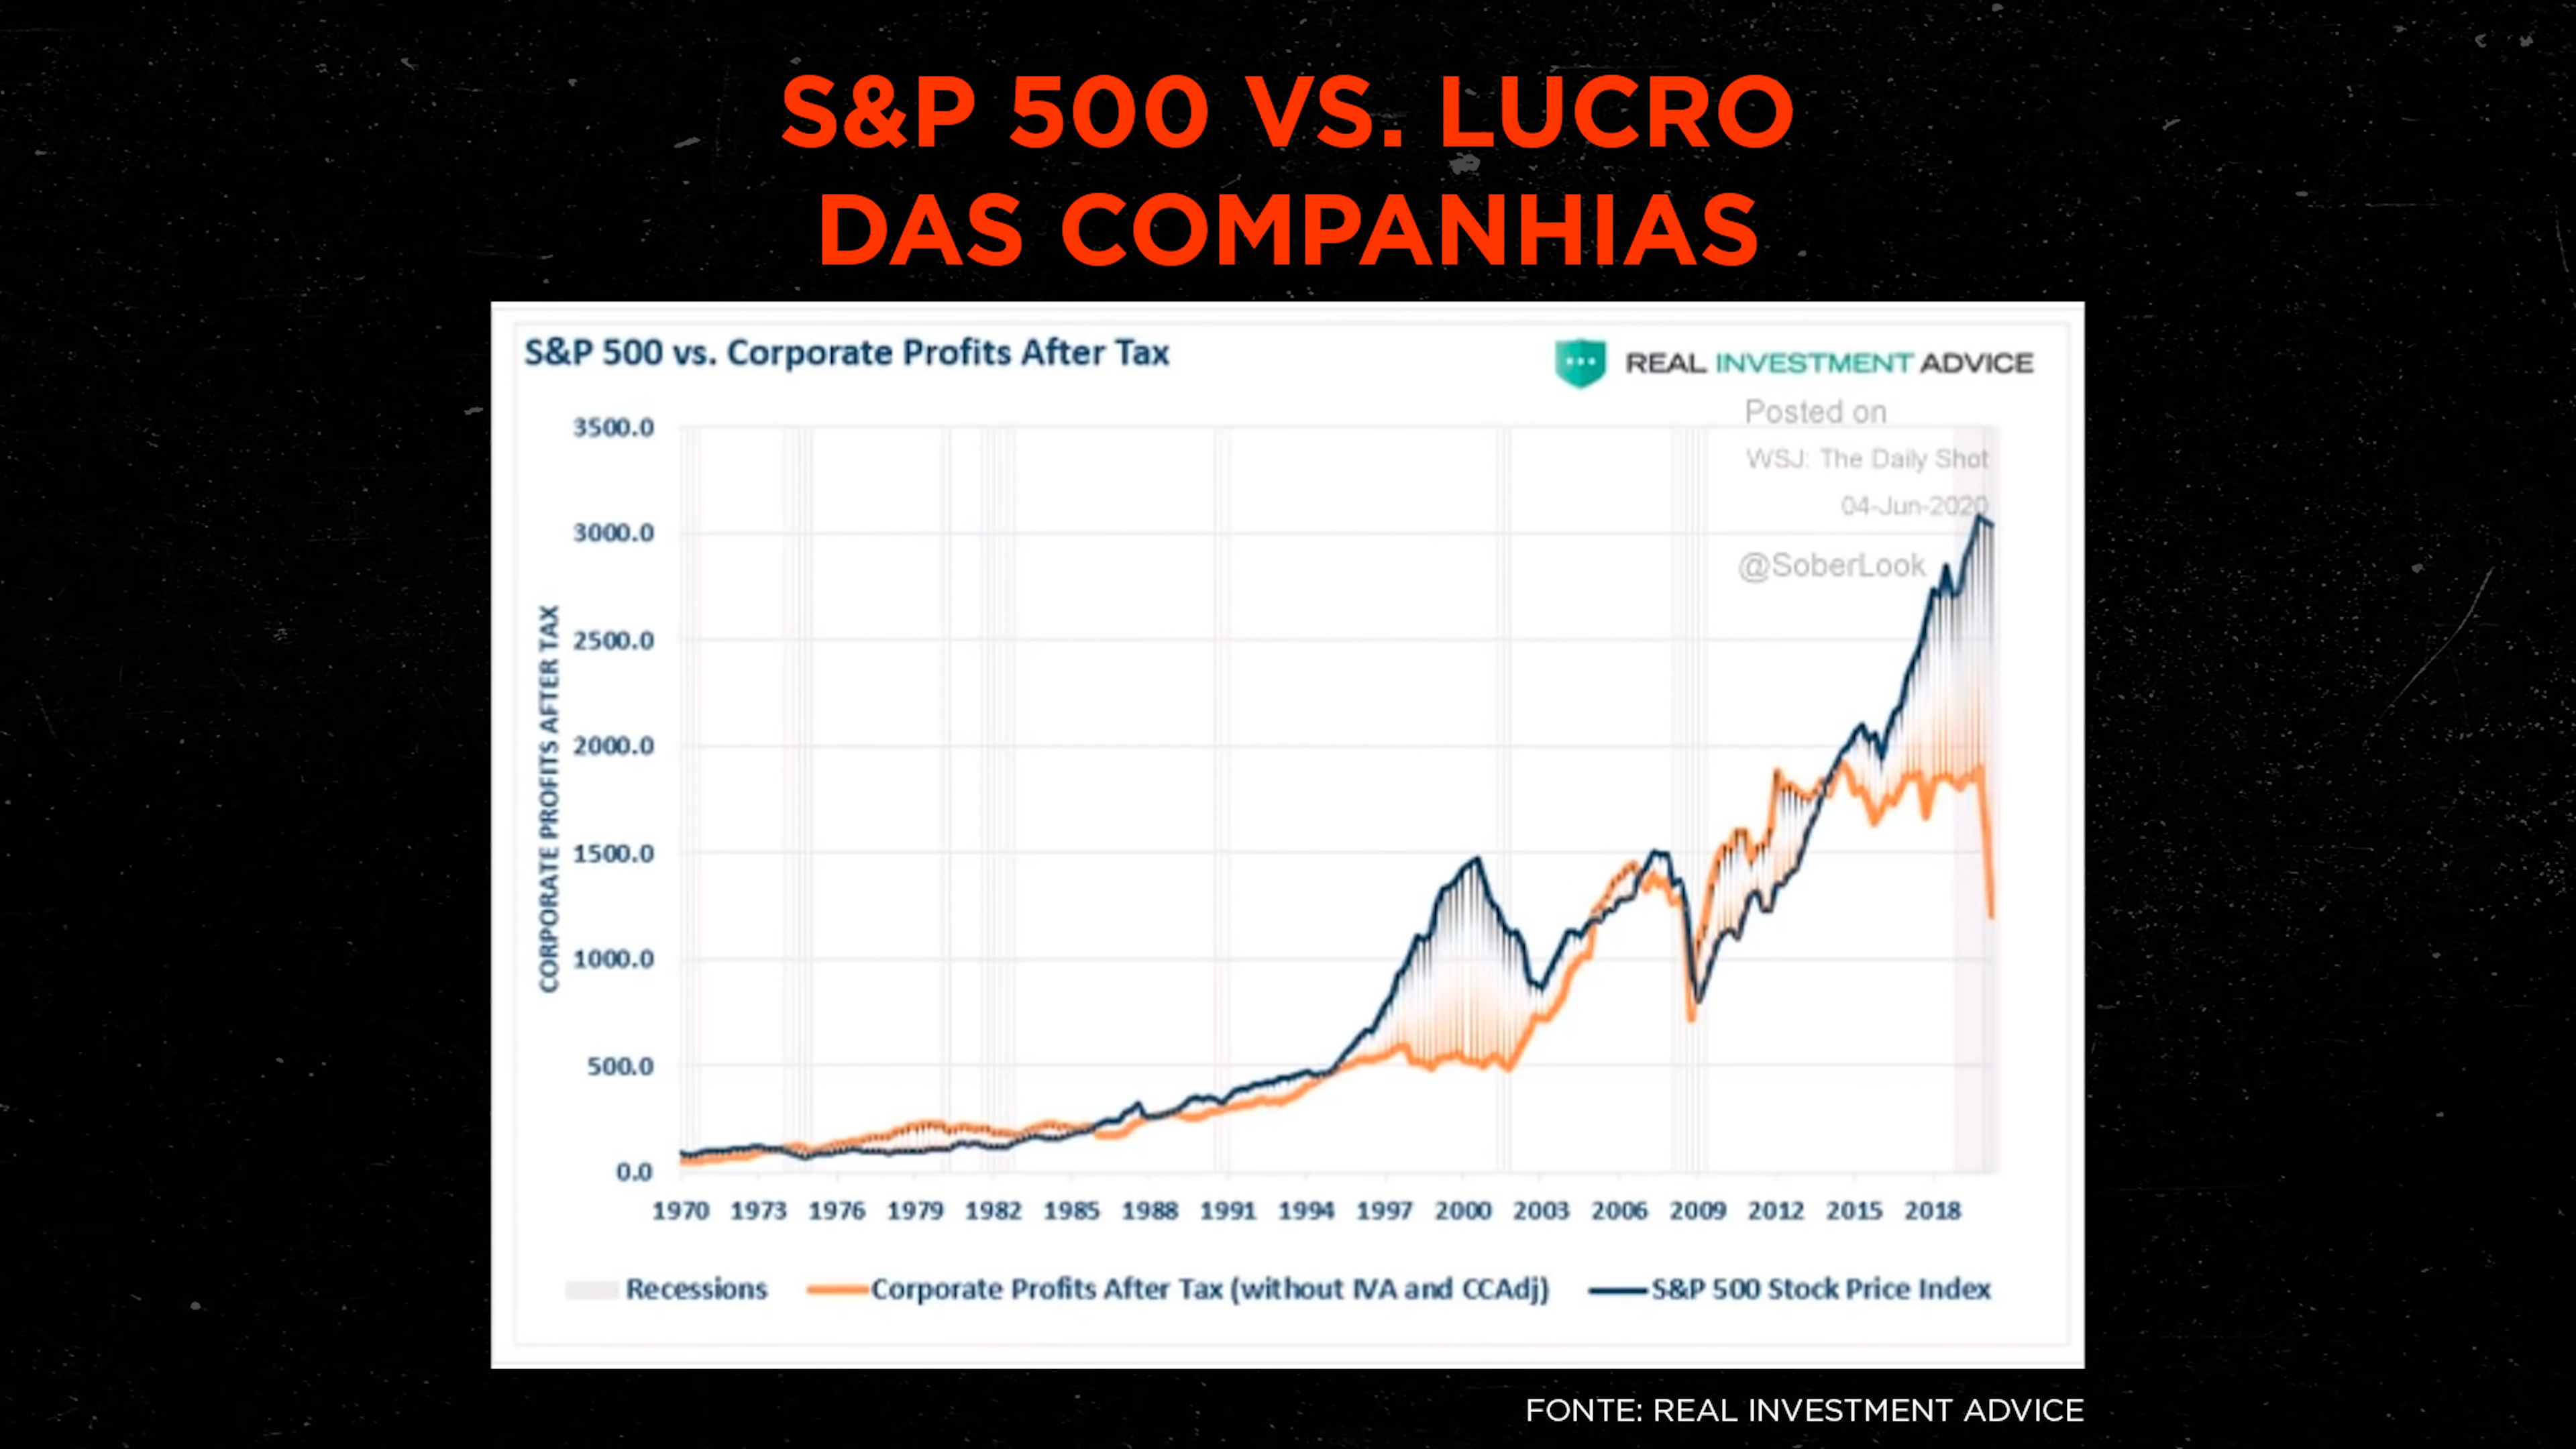 S&P 500 VS. LUCRO
DAS COMPANHIAS
S&P 500 vs. Corporate Profits After Tax
REAL INVESTMENT ADVICE
Posted on
WSJ: The Daily Shot
04-Jun-2020
@SoberLook
CORPORATE PROFITS AFTER TAX
3500.0
3000.0
2500.0
2000.0
1500.0
1000.0
500.0
0.0
1970 1973 1976 1979 1982 1985 1988 1991 1994 1997 2000 2003 2006 2009 2012 2015 2018
Recessions Corporate Profits After Tax (without IVA and CCAdj) S&P 500 Stock Price Index
FONTE: REAL INVESTMENT ADVICE